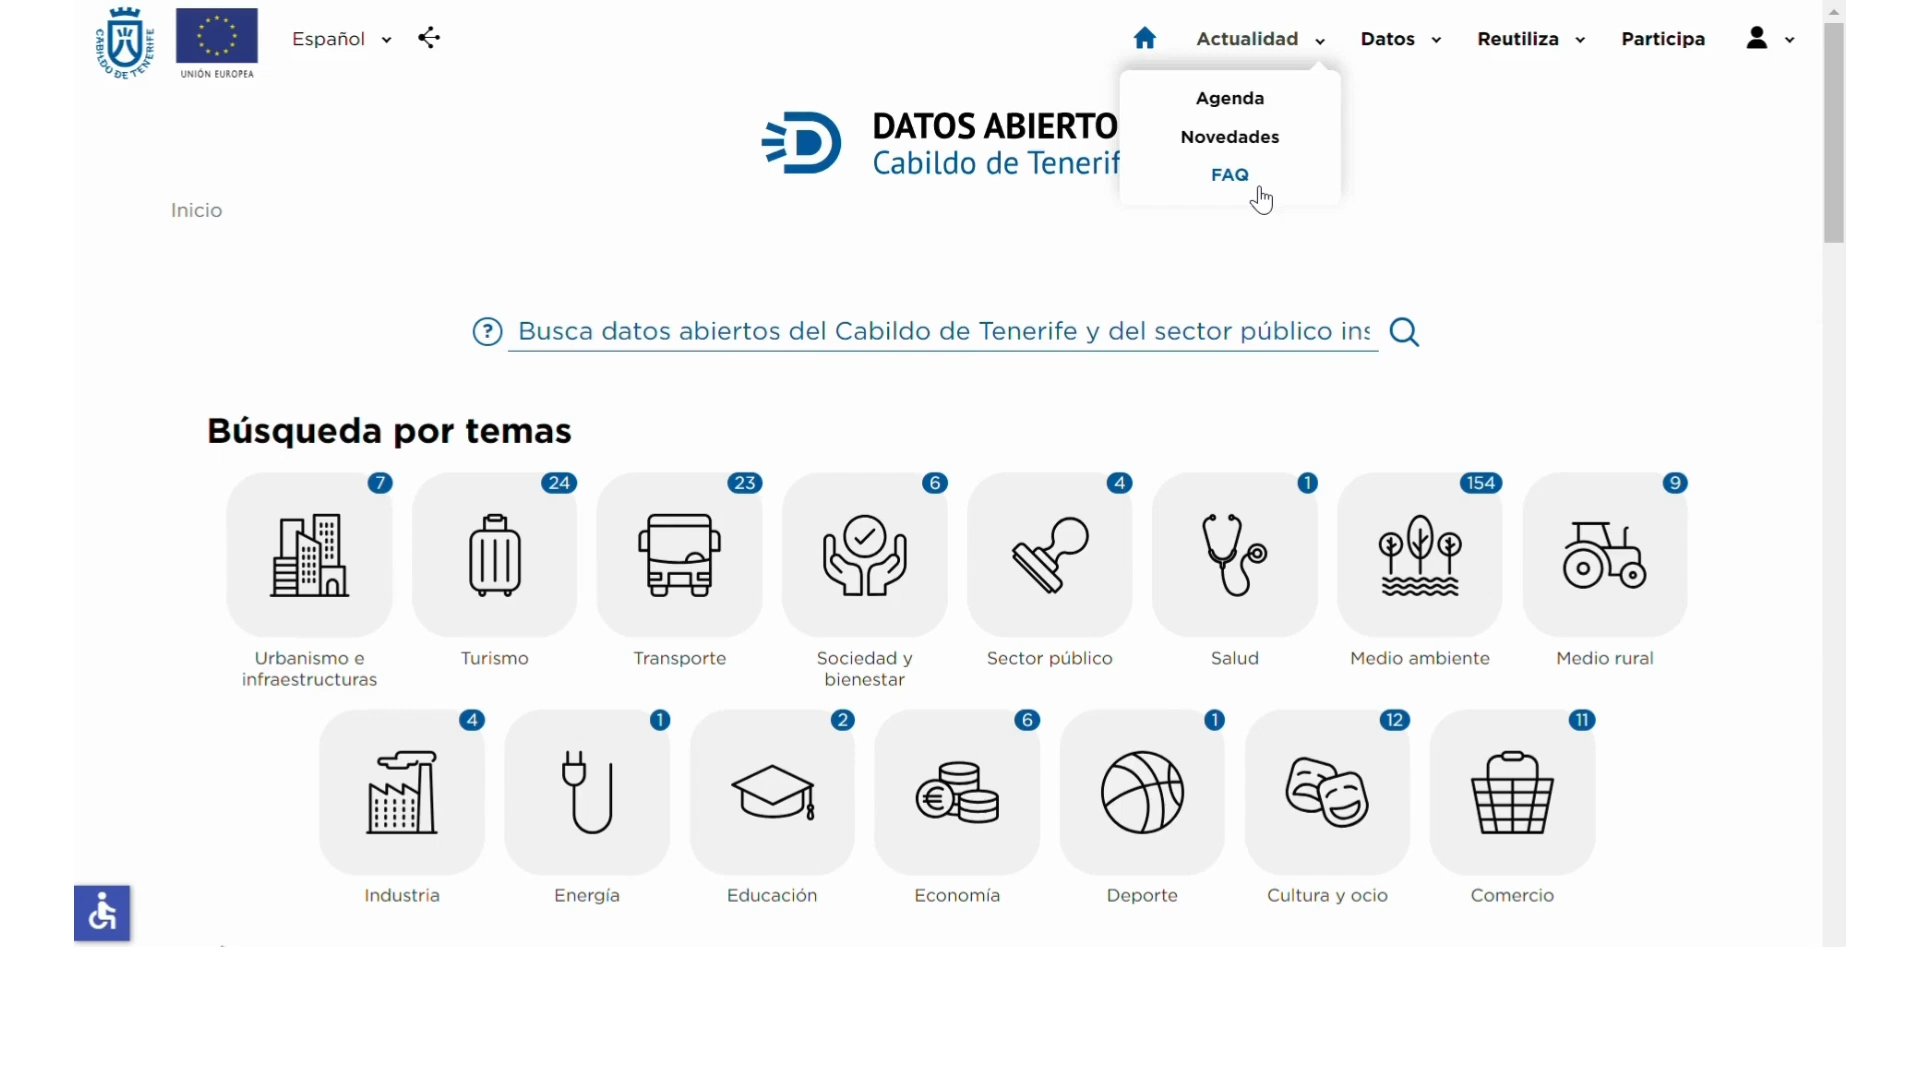 CABILDO DE TENERIFE
UNIÓN EUROPEA
Español
Actualidad
Datos
Reutiliza
Participa
Agenda
Novedades
FAQ
DATOS ABIERTO
Cabildo de Tenerif
Inicio
? Busca datos abiertos del Cabildo de Tenerife y del sector público ins
Búsqueda por temas
7
24
23
6
4
1
154
9
Urbanismo e
infraestructuras
Turismo
Transporte
Sociedad y
bienestar
Sector público
Salud
Medio ambiente
Medio rural
4
1
2
6
1
12
11
Industria
Energía
Educación
Economía
Deporte
Cultura y ocio
Comercio